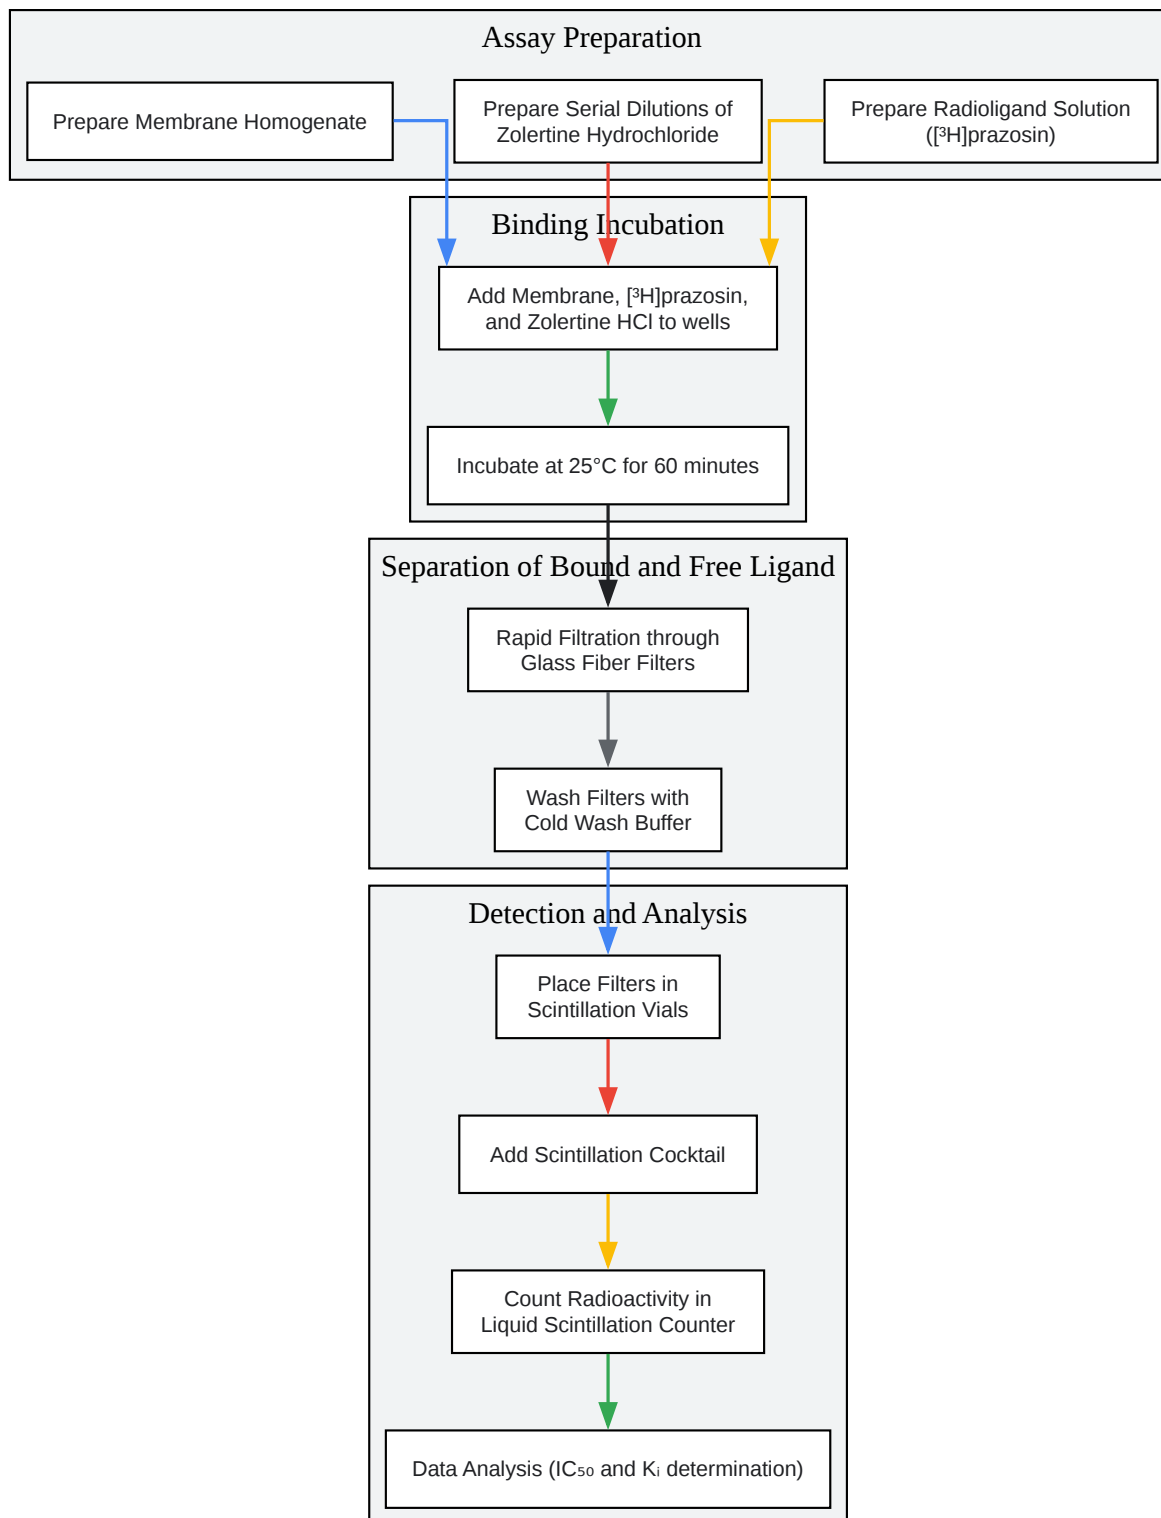 Assay Preparation
Prepare Membrane Homogenate
Prepare Serial Dilutions of
Zolertine Hydrochloride
Prepare Radioligand Solution
([³H]prazosin)
Binding Incubation
Add Membrane, [³H]prazosin,
and Zolertine HCl to wells
Incubate at 25°C for 60 minutes
Separation of Bound and Free Ligand
Rapid Filtration through
Glass Fiber Filters
Wash Filters with
Cold Wash Buffer
Detection and Analysis
Place Filters in
Scintillation Vials
Add Scintillation Cocktail
Count Radioactivity in
Liquid Scintillation Counter
Data Analysis (IC₅₀ and Kᵢ determination)